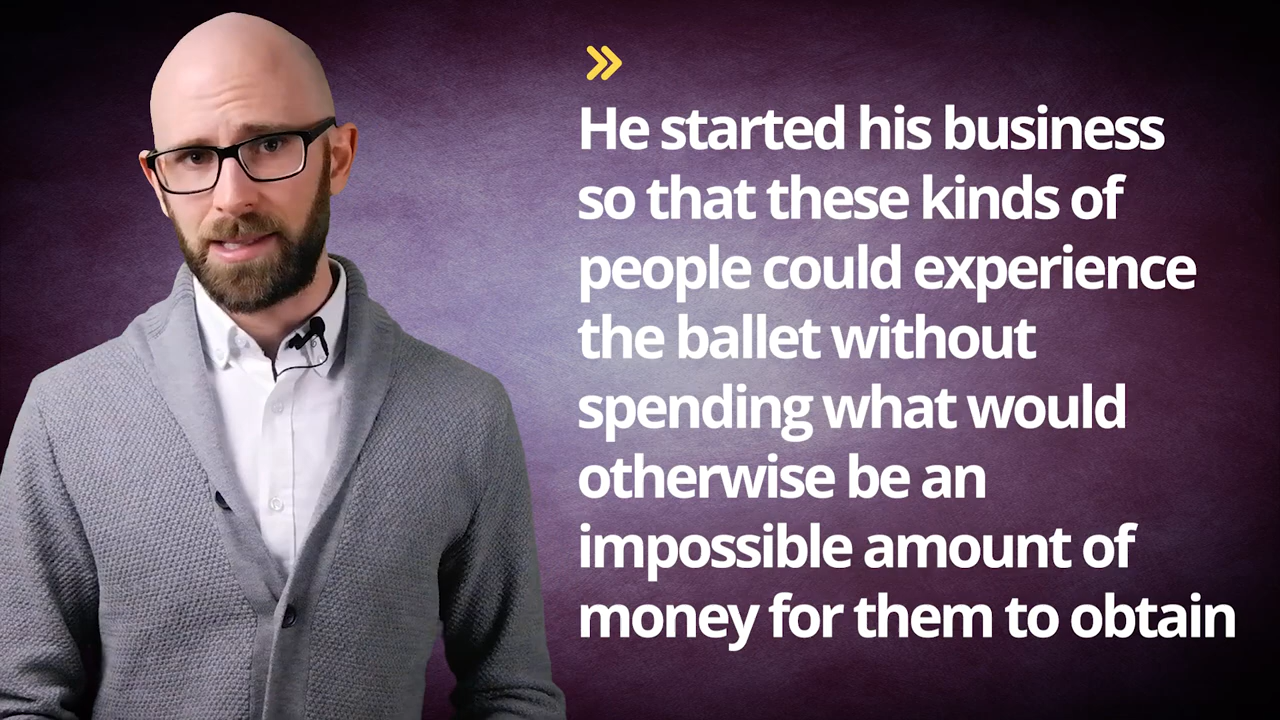 He started his business
so that these kinds of
people could experience
the ballet without
spending what would
otherwise be an
impossible amount of
money for them to obtain